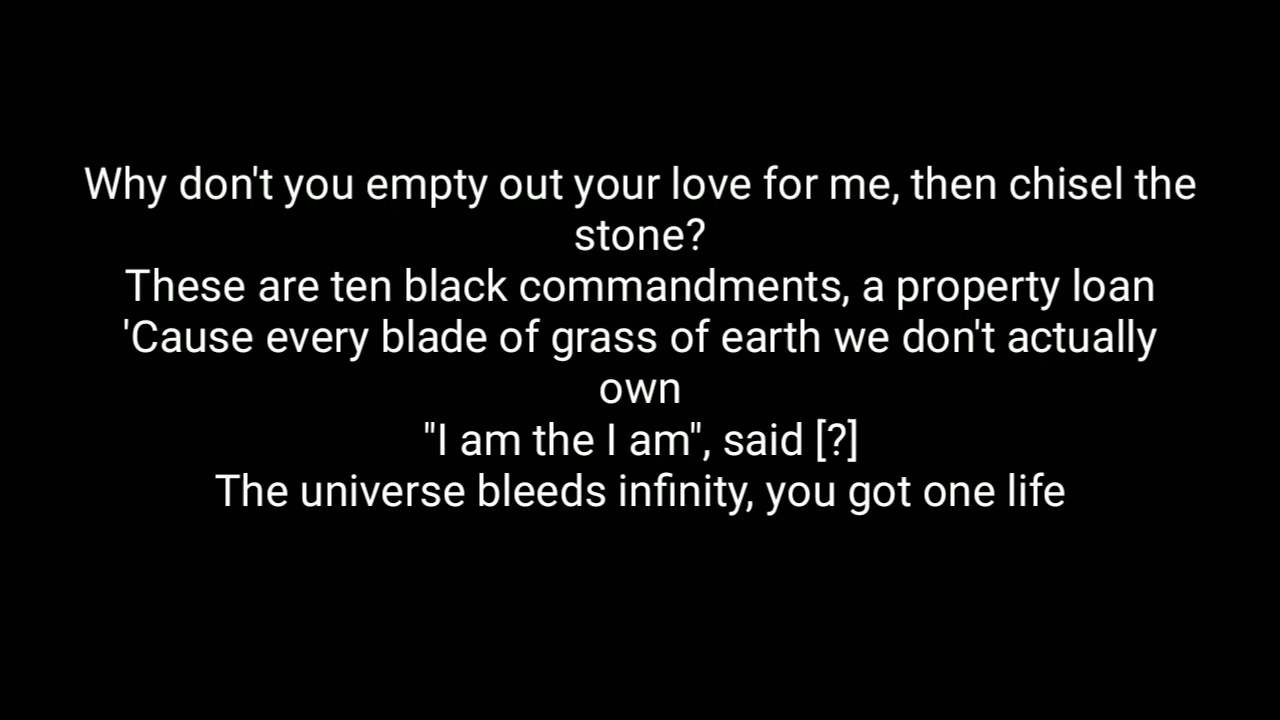 Why don't you empty out your love for me, then chisel the
stone?
These are ten black commandments, a property loan
'Cause every blade of grass of earth we don't actually
own
"I am the I am", said [?]
The universe bleeds infinity, you got one life